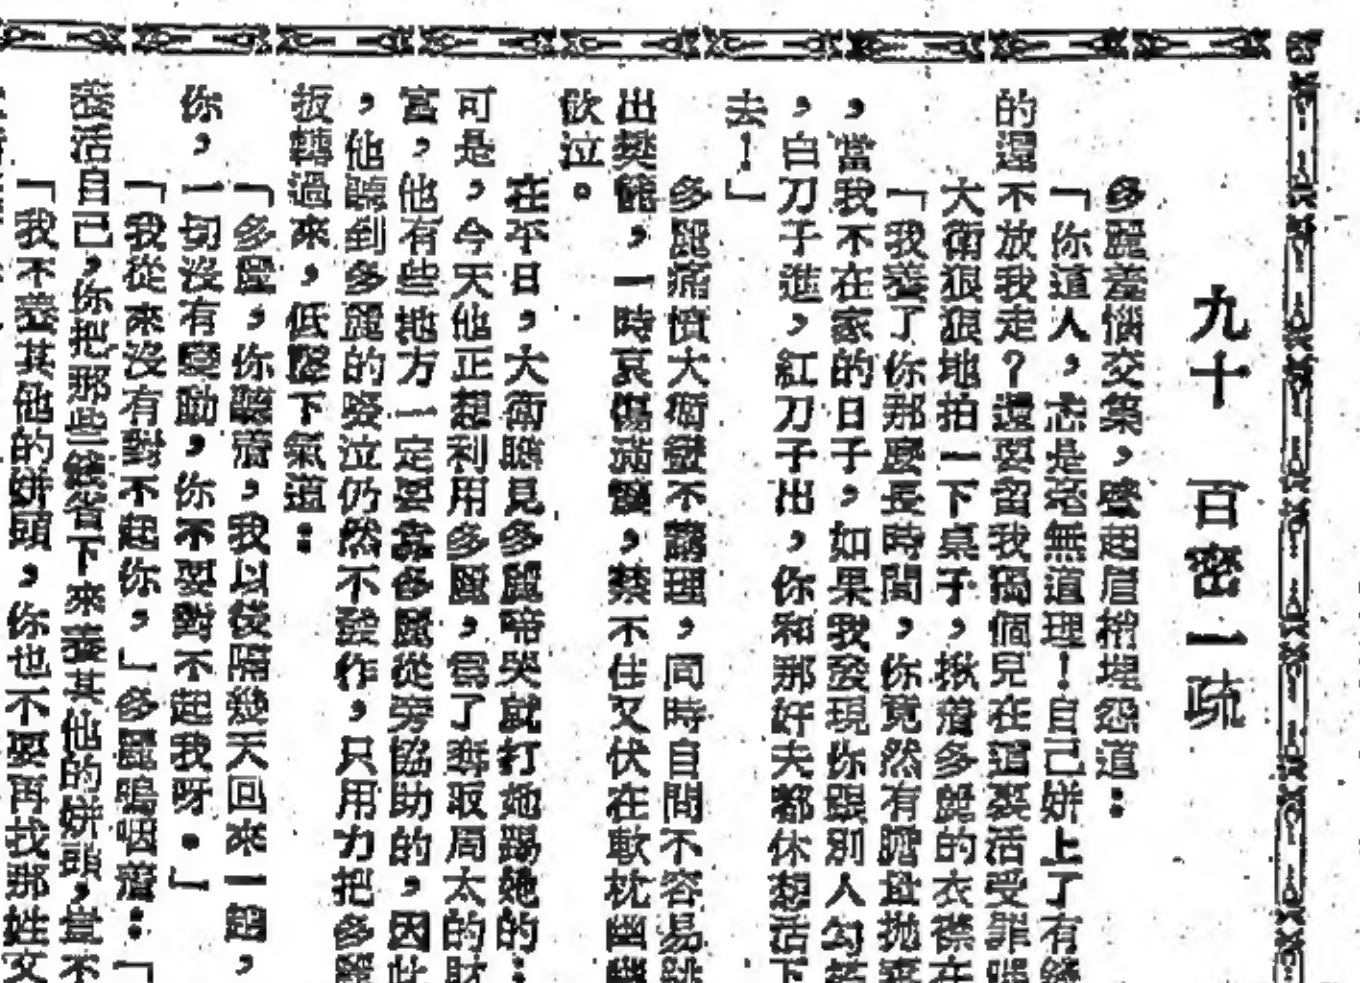 九十　百密一疏
多麗羞惱交集，豎起眉梢埋怨道：
「你這人，怎是毫無道理！自己姘上了有
的還不放我走？還要留我獨個兒在這裏活受罪
大衛狠狠地拍一下桌子，揪着多麗的衣襟在
「我養了你那麼長時間，你竟然有膽量拋棄
，當我不在家的日子，如果我發現你跟別人勾
，白刀子進，紅刀子出，你和那奸夫都休想活下
去！」
多麗痛憤大衛蠻不講理，同時自問不容易跳
出樊籠，一時哀傷滿懷，禁不住又伏在軟枕幽幽
飲泣。
在平日，大衛聽見多麗啼哭就打她踢她的；
可是，今天他正想利用多麗，為了奪取周太的財
富，他有些地方一定要靠多麗從旁協助的，因此
，他聽到多麗的啜泣仍然不發作，只用力把多麗
扳轉過來，低聲下氣道：
「多麗，你聽着，我以後隔幾天回來一趟，
你，一切沒有變動，你不要對不起我呀。」
「我從來沒有對不起你，」多麗嗚咽着：「
養活自己，你把那些錢省下來養其他的姘頭，豈不
「我不養其他的姘頭，你也不要再找那姓文